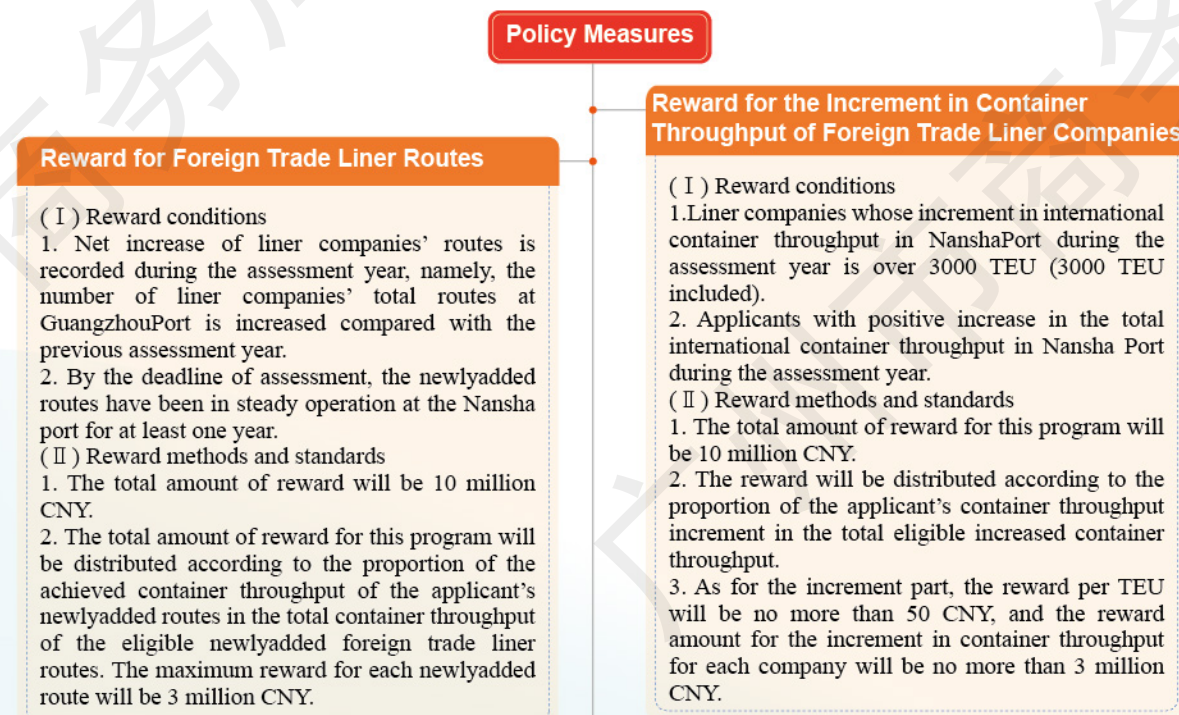 Policy Measures
Reward for Foreign Trade Liner Routes
( Ⅰ ) Reward conditions
1. Net increase of liner companies’ routes is
recorded during the assessment year, namely, the
number of liner companies’ total routes at
GuangzhouPort is increased compared with the
previous assessment year.
2. By the deadline of assessment, the newlyadded
routes have been in steady operation at the Nansha
port for at least one year.
( Ⅱ ) Reward methods and standards
1. The total amount of reward will be 10 million
CNY.
2. The total amount of reward for this program will
be distributed according to the proportion of the
achieved container throughput of the applicant’s
newlyadded routes in the total container throughput
of the eligible newlyadded foreign trade liner
routes. The maximum reward for each newlyadded
route will be 3 million CNY.
Reward for the Increment in Container
Throughput of Foreign Trade Liner Companies
( Ⅰ ) Reward conditions
1.Liner companies whose increment in international
container throughput in NanshaPort during the
assessment year is over 3000 TEU (3000 TEU
included).
2. Applicants with positive increase in the total
international container throughput in Nansha Port
during the assessment year.
( Ⅱ ) Reward methods and standards
1. The total amount of reward for this program will
be 10 million CNY.
2. The reward will be distributed according to the
proportion of the applicant’s container throughput
increment in the total eligible increased container
throughput.
3. As for the increment part, the reward per TEU
will be no more than 50 CNY, and the reward
amount for the increment in container throughput
for each company will be no more than 3 million
CNY.
商务
广州市商务